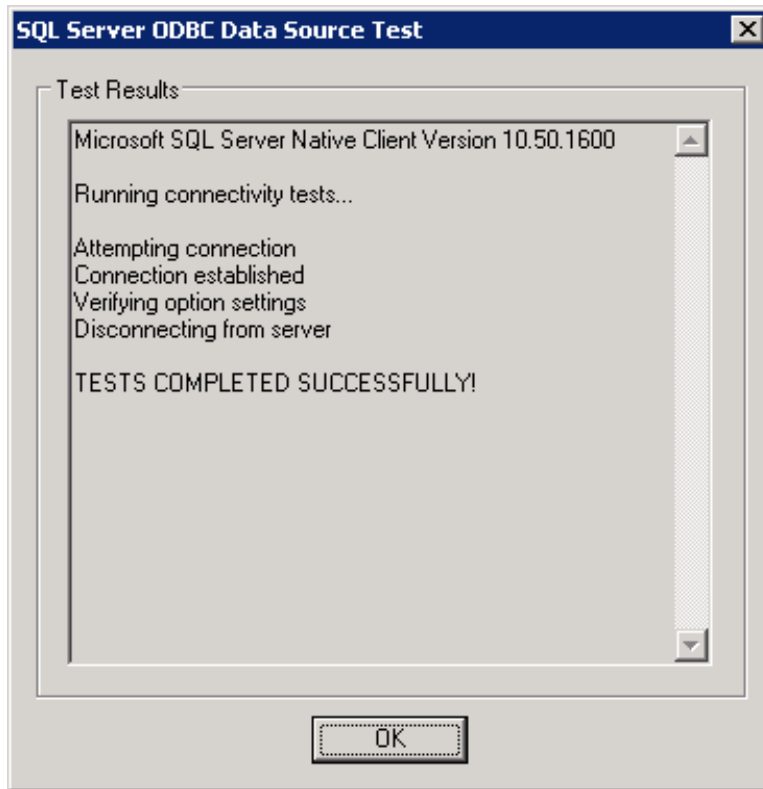 SQL Server ODBC Data Source Test
Test Results
Microsoft SQL Server Native Client Version 10.50.1600
Running connectivity tests...
Attempting connection
Connection established
Verifying option settings
Disconnecting from server
TESTS COMPLETED SUCCESSFULLY!
OK